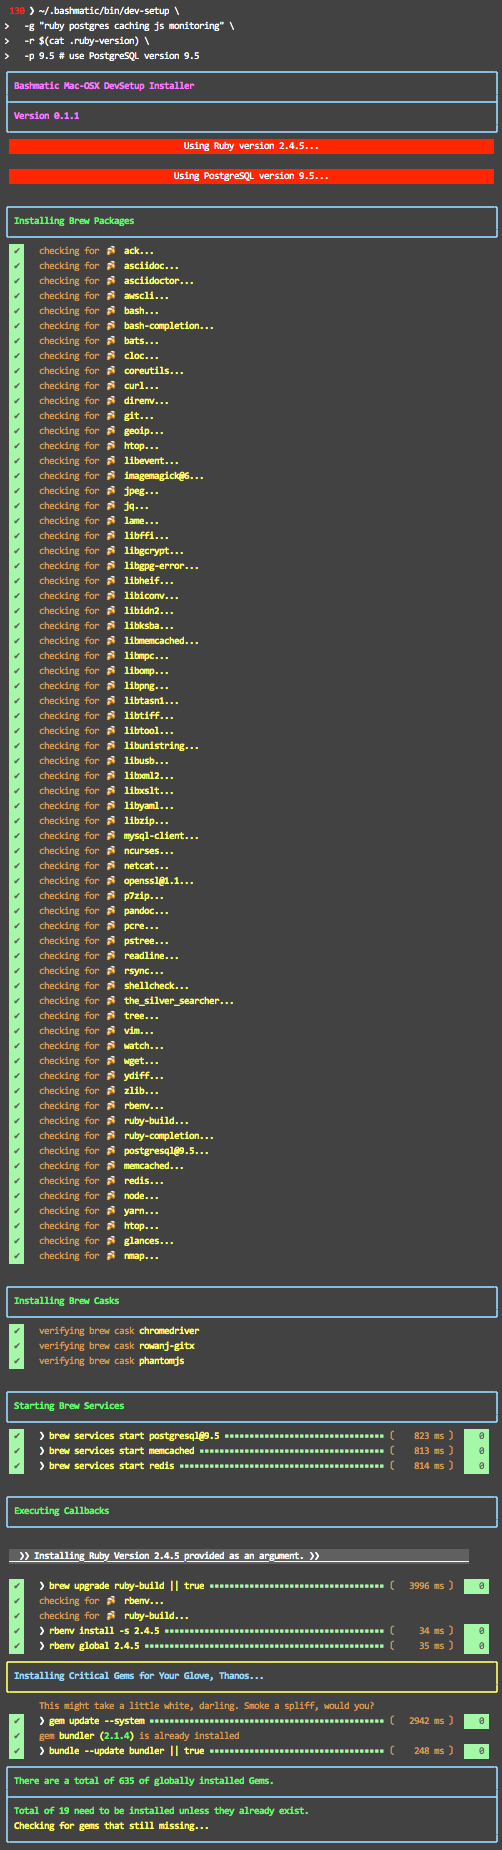 130 ❯ ~/.bashmatic/bin/dev-setup \
>   -g "ruby postgres caching js monitoring" \
>   -r $(cat .ruby-version) \
>   -p 9.5 # use PostgreSQL version 9.5
Bashmatic Mac-OSX DevSetup Installer
Version 0.1.1
Using Ruby version 2.4.5...
Using PostgreSQL version 9.5...
Installing Brew Packages
✔ checking for 🍻 ack...
✔ checking for 🍻 asciidoc...
✔ checking for 🍻 asciidoctor...
✔ checking for 🍻 awscli...
✔ checking for 🍻 bash...
✔ checking for 🍻 bash-completion...
✔ checking for 🍻 bats...
✔ checking for 🍻 cloc...
✔ checking for 🍻 coreutils...
✔ checking for 🍻 curl...
✔ checking for 🍻 direnv...
✔ checking for 🍻 git...
✔ checking for 🍻 geoip...
✔ checking for 🍻 htop...
✔ checking for 🍻 libevent...
✔ checking for 🍻 imagemagick@6...
✔ checking for 🍻 jpeg...
✔ checking for 🍻 jq...
✔ checking for 🍻 lame...
✔ checking for 🍻 libffi...
✔ checking for 🍻 libgcrypt...
✔ checking for 🍻 libgpg-error...
✔ checking for 🍻 libheif...
✔ checking for 🍻 libiconv...
✔ checking for 🍻 libidn2...
✔ checking for 🍻 libksba...
✔ checking for 🍻 libmemcached...
✔ checking for 🍻 libmpc...
✔ checking for 🍻 libomp...
✔ checking for 🍻 libpng...
✔ checking for 🍻 libtasn1...
✔ checking for 🍻 libtiff...
✔ checking for 🍻 libtool...
✔ checking for 🍻 libunistring...
✔ checking for 🍻 libusb...
✔ checking for 🍻 libxml2...
✔ checking for 🍻 libxslt...
✔ checking for 🍻 libyaml...
✔ checking for 🍻 libzip...
✔ checking for 🍻 mysql-client...
✔ checking for 🍻 ncurses...
✔ checking for 🍻 netcat...
✔ checking for 🍻 openssl@1.1...
✔ checking for 🍻 p7zip...
✔ checking for 🍻 pandoc...
✔ checking for 🍻 pcre...
✔ checking for 🍻 pstree...
✔ checking for 🍻 readline...
✔ checking for 🍻 rsync...
✔ checking for 🍻 shellcheck...
✔ checking for 🍻 the_silver_searcher...
✔ checking for 🍻 tree...
✔ checking for 🍻 vim...
✔ checking for 🍻 watch...
✔ checking for 🍻 wget...
✔ checking for 🍻 ydiff...
✔ checking for 🍻 zlib...
✔ checking for 🍻 rbenv...
✔ checking for 🍻 ruby-build...
✔ checking for 🍻 ruby-completion...
✔ checking for 🍻 postgresql@9.5...
✔ checking for 🍻 memcached...
✔ checking for 🍻 redis...
✔ checking for 🍻 node...
✔ checking for 🍻 yarn...
✔ checking for 🍻 htop...
✔ checking for 🍻 glances...
✔ checking for 🍻 nmap...
Installing Brew Casks
✔ verifying brew cask chromedriver
✔ verifying brew cask rowanj-gitx
✔ verifying brew cask phantomjs
Starting Brew Services
✔ ❯ brew services start postgresql@9.5 ( 823 ms ) 0
✔ ❯ brew services start memcached ( 813 ms ) 0
✔ ❯ brew services start redis ( 814 ms ) 0
Executing Callbacks
❯❯ Installing Ruby Version 2.4.5 provided as an argument. ❯❯
✔ ❯ brew upgrade ruby-build || true ( 3996 ms ) 0
✔ checking for 🍻 rbenv...
✔ checking for 🍻 ruby-build...
✔ ❯ rbenv install -s 2.4.5 ( 34 ms ) 0
✔ ❯ rbenv global 2.4.5 ( 35 ms ) 0
Installing Critical Gems for Your Glove, Thanos...
This might take a little white, darling. Smoke a spliff, would you?
✔ ❯ gem update --system ( 2942 ms ) 0
✔ gem bundler (2.1.4) is already installed
✔ ❯ bundle --update bundler || true ( 248 ms ) 0
There are a total of 635 of globally installed Gems.
Total of 19 need to be installed unless they already exist.
Checking for gems that still missing...